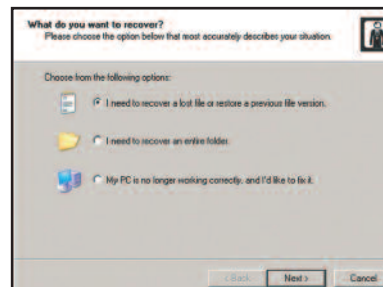 What do you want to recover?
Please choose the option below that most accurately describes your situation.
Choose from the following options:
I need to recover a lost file or restore a previous file version.
I need to recover an entire folder.
My PC is no longer working correctly, and I'd like to fix it.
< Back
Next >
Cancel